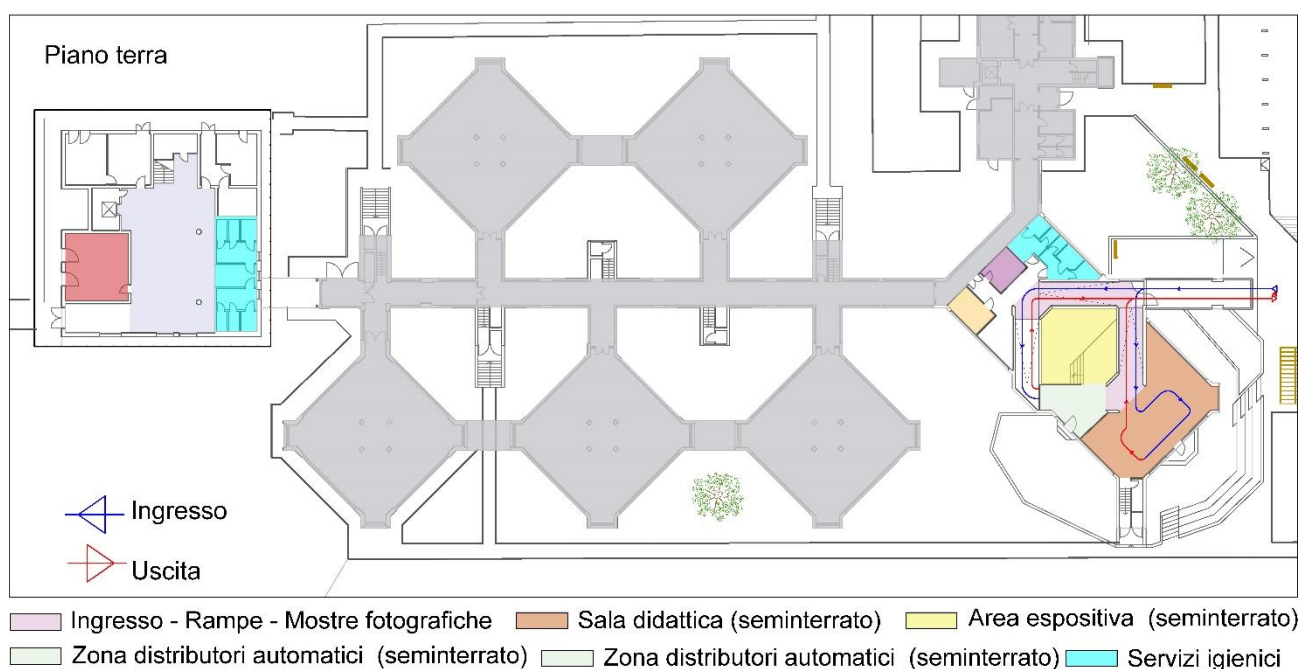 Piano terra
Ingresso
Uscita
Ingresso - Rampe - Mostre fotografiche
Sala didattica (seminterrato)
Area espositiva (seminterrato)
Zona distributori automatici (seminterrato)
Zona distributori automatici (seminterrato)
Servizi igienici